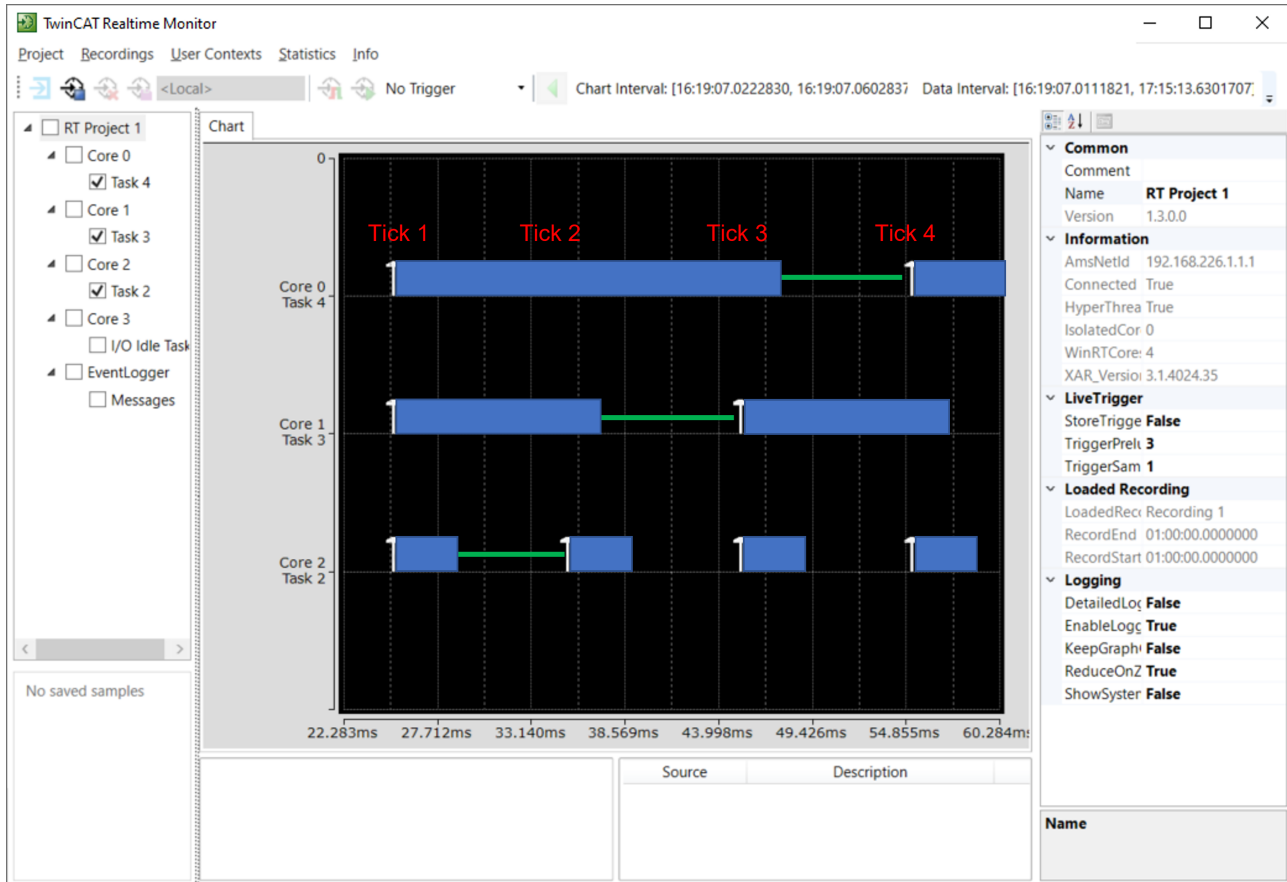 TwinCAT Realtime Monitor
Project Recordings User Contexts Statistics Info
<Local> No Trigger Chart Interval: [16:19:07.0222830, 16:19:07.0602837 Data Interval: [16:19:07.0111821, 17:15:13.6301707]
RT Project 1
Core 0
Task 4
Core 1
Task 3
Core 2
Task 2
Core 3
I/O Idle Task
EventLogger
Messages
No saved samples
Chart
0
Tick 1 Tick 2 Tick 3 Tick 4
Core 0
Task 4
Core 1
Task 3
Core 2
Task 2
22.283ms 27.712ms 33.140ms 38.569ms 43.998ms 49.426ms 54.855ms 60.284ms
Source Description
Common
Comment
Name RT Project 1
Version 1.3.0.0
Information
AmsNetId 192.168.226.1.1.1
Connected True
HyperThrea True
IsolatedCor 0
WinRTCore: 4
XAR_Versio 3.1.4024.35
LiveTrigger
StoreTrigge False
TriggerPrelu 3
TriggerSam 1
Loaded Recording
LoadedRecc Recording 1
RecordEnd 01:00:00.0000000
RecordStart 01:00:00.0000000
Logging
DetailedLog False
EnableLogg True
KeepGraph False
ReduceOnZ True
ShowSyster False
Name